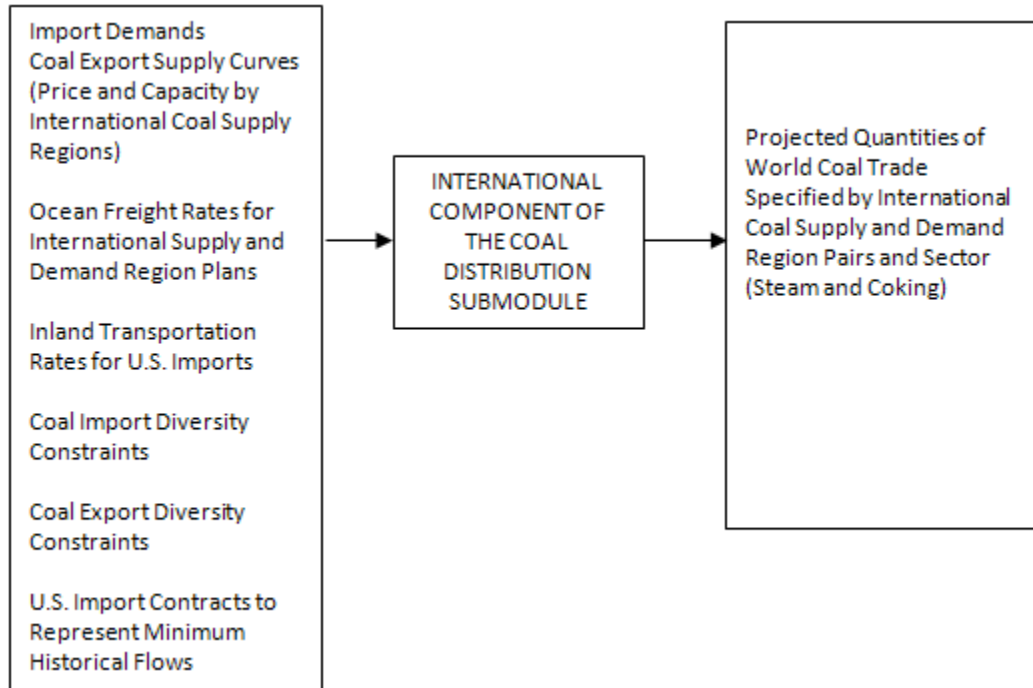 Import Demands
Coal Export Supply Curves
(Price and Capacity by
International Coal Supply
Regions)
Ocean Freight Rates for
International Supply and
Demand Region Plans
Inland Transportation
Rates for U.S. Imports
Coal Import Diversity
Constraints
Coal Export Diversity
Constraints
U.S. Import Contracts to
Represent Minimum
Historical Flows
INTERNATIONAL
COMPONENT OF
THE COAL
DISTRIBUTION
SUBMODULE
Projected Quantities of
World Coal Trade
Specified by International
Coal Supply and Demand
Region Pairs and Sector
(Steam and Coking)